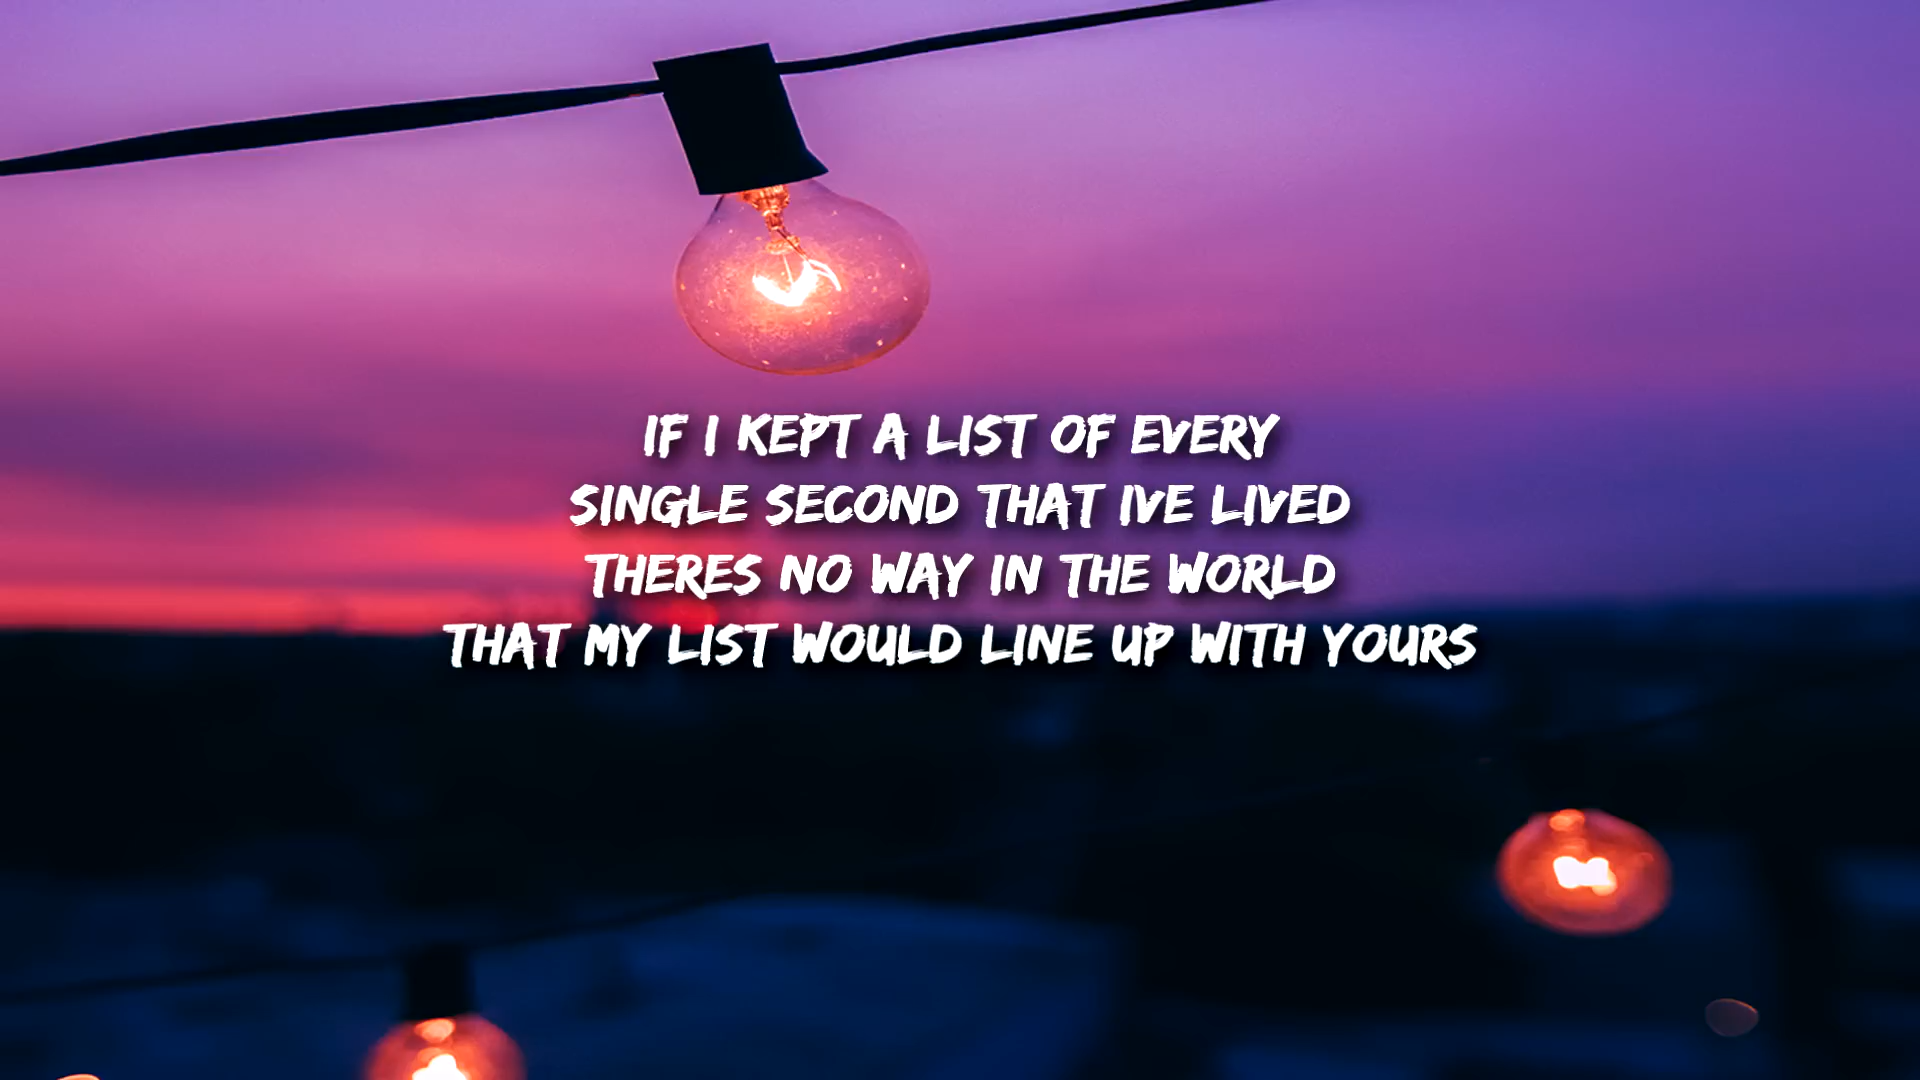 IF I KEPT A LIST OF EVERY
SINGLE SECOND THAT IVE LIVED
THERES NO WAY IN THE WORLD
THAT MY LIST WOULD LINE UP WITH YOURS